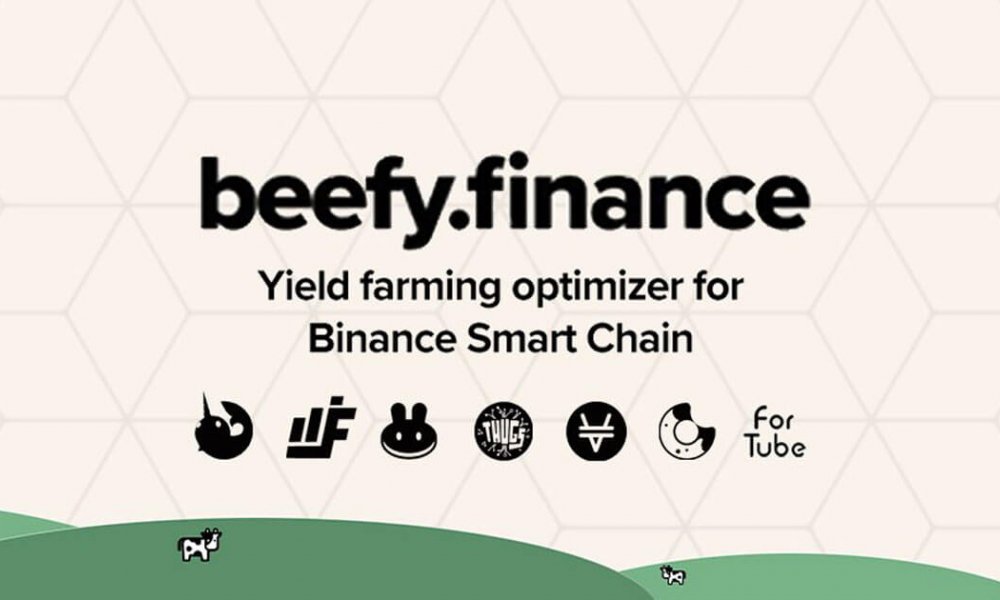 beefy.finance
Yield farming optimizer for
Binance Smart Chain
THUGS
For
Tube